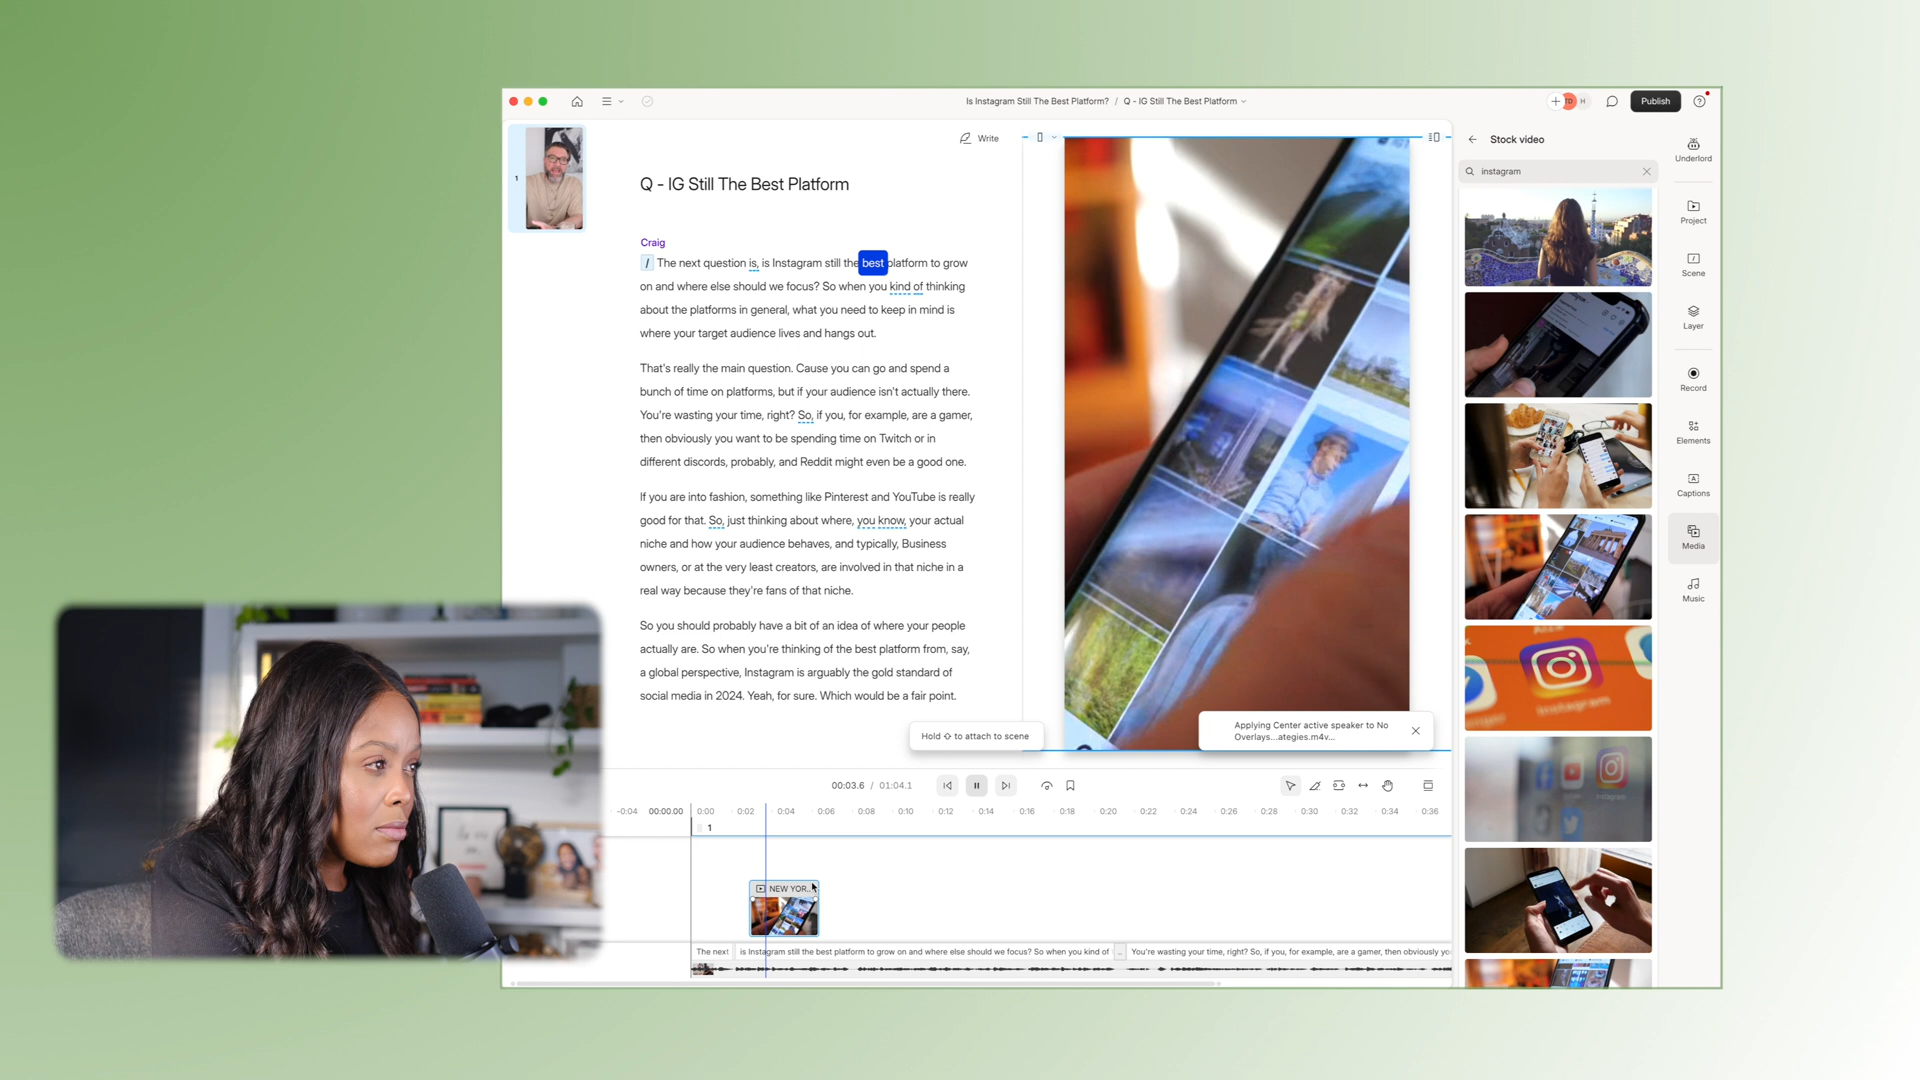 Is Instagram Still The Best Platform? / Q - IG Still The Best Platform
TD
H
Publish
1
Write
Q - IG Still The Best Platform
Craig
/ The next question is, is Instagram still the best platform to grow
on and where else should we focus? So when you kind of thinking
about the platforms in general, what you need to keep in mind is
where your target audience lives and hangs out.
That's really the main question. Cause you can go and spend a
bunch of time on platforms, but if your audience isn't actually there.
You're wasting your time, right? So, if you, for example, are a gamer,
then obviously you want to be spending time on Twitch or in
different discords, probably, and Reddit might even be a good one.
If you are into fashion, something like Pinterest and YouTube is really
good for that. So, just thinking about where, you know, your actual
niche and how your audience behaves, and typically, Business
owners, or at the very least creators, are involved in that niche in a
real way because they're fans of that niche.
So you should probably have a bit of an idea of where your people
actually are. So when you're thinking of the best platform from, say,
a global perspective, Instagram is arguably the gold standard of
social media in 2024. Yeah, for sure. Which would be a fair point.
Hold ⇧ to attach to scene
Applying Center active speaker to No
Overlays...ategies.m4v...
Stock video
instagram
Instagram
Underlord
Project
Scene
Layer
Record
Elements
Captions
Media
Music
00:03.6 / 01:04.1
-0:04 00:00.00 0:00 0:02 0:04 0:06 0:08 0:10 0:12 0:14 0:16 0:18 0:20 0:22 0:24 0:26 0:28 0:30 0:32 0:34 0:36
1
NEW YOR...
The next is Instagram still the best platform to grow on and where else should we focus? So when you kind of ... You're wasting your time, right? So, if you, for example, are a gamer, then obviously yo